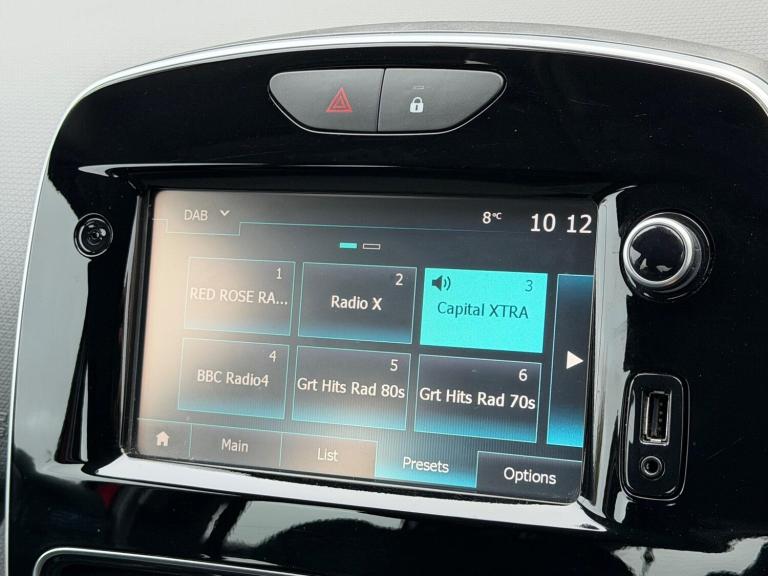 DAB
8°C
10 12
1
RED ROSE RA...
2
Radio X
3
Capital XTRA
4
BBC Radio4
5
Grt Hits Rad 80s
6
Grt Hits Rad 70s
Main
List
Presets
Options